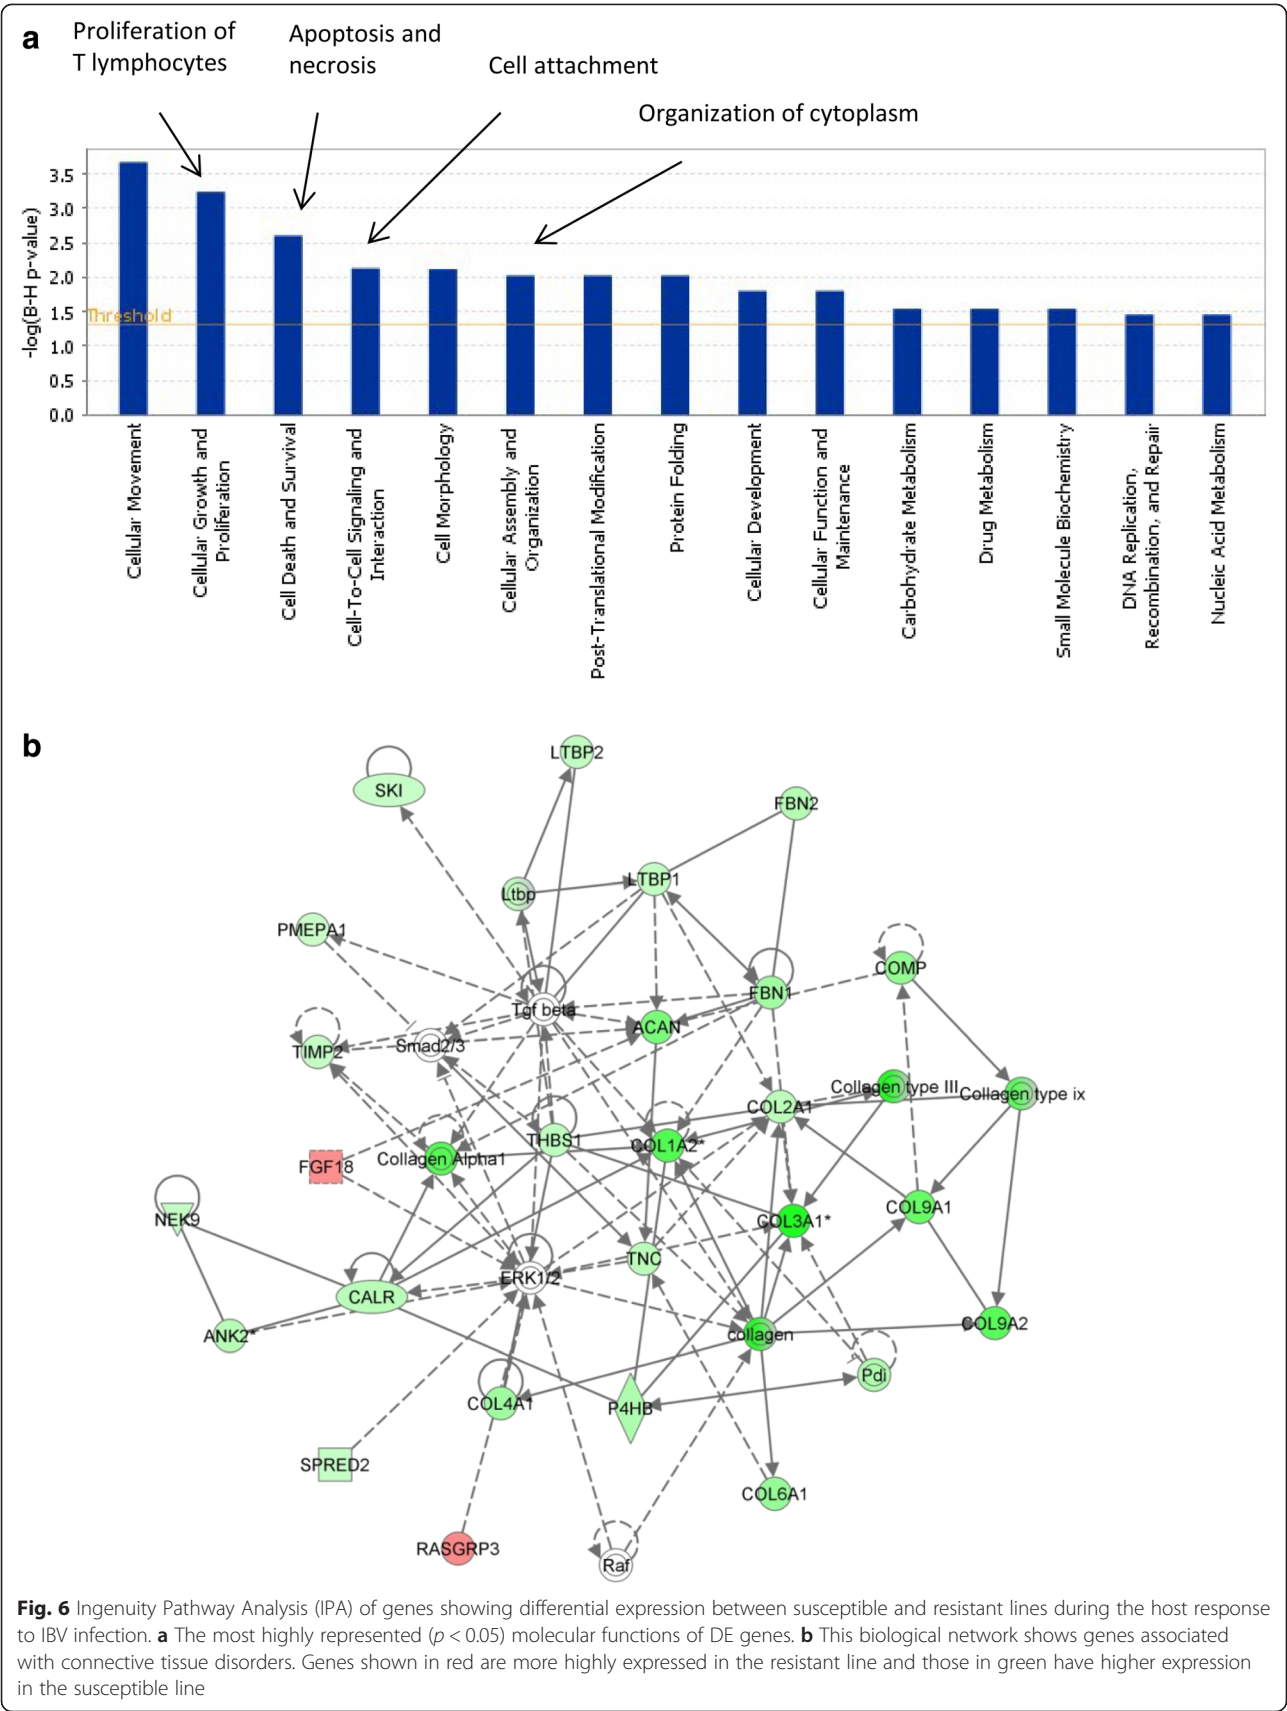 a
Proliferation of
T lymphocytes
Apoptosis and
necrosis
Cell attachment
Organization of cytoplasm
-log(B-H p-value)
3.5
3.0
2.5
2.0
1.5
1.0
0.5
0.0
Threshold
Cellular Movement
Cellular Growth and
Proliferation
Cell Death and Survival
Cell-To-Cell Signaling and
Interaction
Cell Morphology
Cellular Assembly and
Organization
Post-Translational Modification
Protein Folding
Cellular Development
Cellular Function and
Maintenance
Carbohydrate Metabolism
Drug Metabolism
Small Molecule Biochemistry
DNA Replication,
Recombination, and Repair
Nucleic Acid Metabolism
b
LTBP2
SKI
FBN2
Ltbp
LTBP1
PMEPA1
COMP
FBN1
Tgf beta
ACAN
Smad2/3
TIMP2
Collagen type III
Collagen type ix
COL2A1
THBS1
COL1A2*
Collagen Alpha1
FGF18
NEK9
COL9A1
COL3A1*
TNC
ERK1/2
CALR
ANK2*
collagen
COL9A2
Pdi
COL4A1
P4HB
SPRED2
COL6A1
RASGRP3
Raf
Fig. 6 Ingenuity Pathway Analysis (IPA) of genes showing differential expression between susceptible and resistant lines during the host response
to IBV infection. a The most highly represented (p < 0.05) molecular functions of DE genes. b This biological network shows genes associated
with connective tissue disorders. Genes shown in red are more highly expressed in the resistant line and those in green have higher expression
in the susceptible line